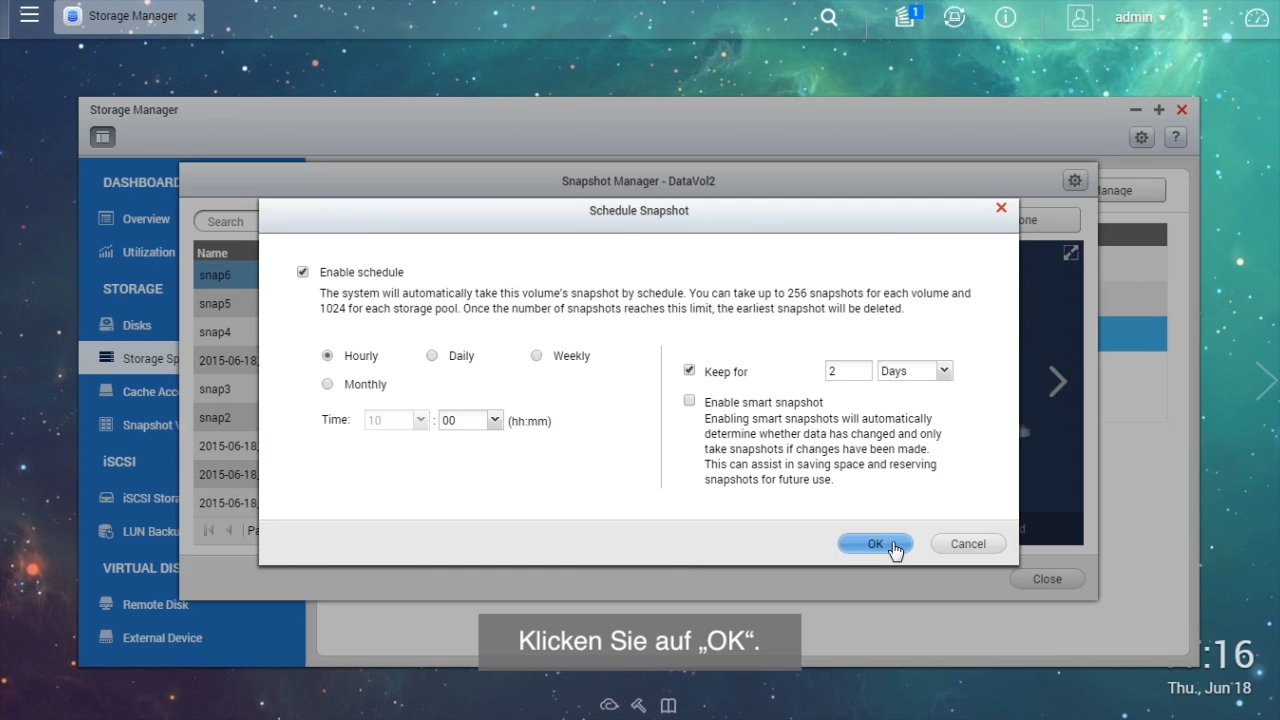 Storage Manager
1
admin
Storage Manager
?
DASHBOARD
Overview
Utilization
STORAGE
Disks
Storage Sp
Cache Acc
Snapshot V
iSCSI
iSCSI Stora
LUN Backu
VIRTUAL DIS
Remote Disk
External Device
Snapshot Manager - DataVol2
Manage
Search
one
Name
snap6
snap5
snap4
2015-06-18
snap3
snap2
2015-06-18
2015-06-18
2015-06-18
Pa
Close
Schedule Snapshot
Enable schedule
The system will automatically take this volume's snapshot by schedule. You can take up to 256 snapshots for each volume and
1024 for each storage pool. Once the number of snapshots reaches this limit, the earliest snapshot will be deleted.
Hourly
Daily
Weekly
Monthly
Time: 10 : 00 (hh:mm)
Keep for 2 Days
Enable smart snapshot
Enabling smart snapshots will automatically
determine whether data has changed and only
take snapshots if changes have been made.
This can assist in saving space and reserving
snapshots for future use.
OK
Cancel
Klicken Sie auf „OK“.
:16
Thu., Jun 18